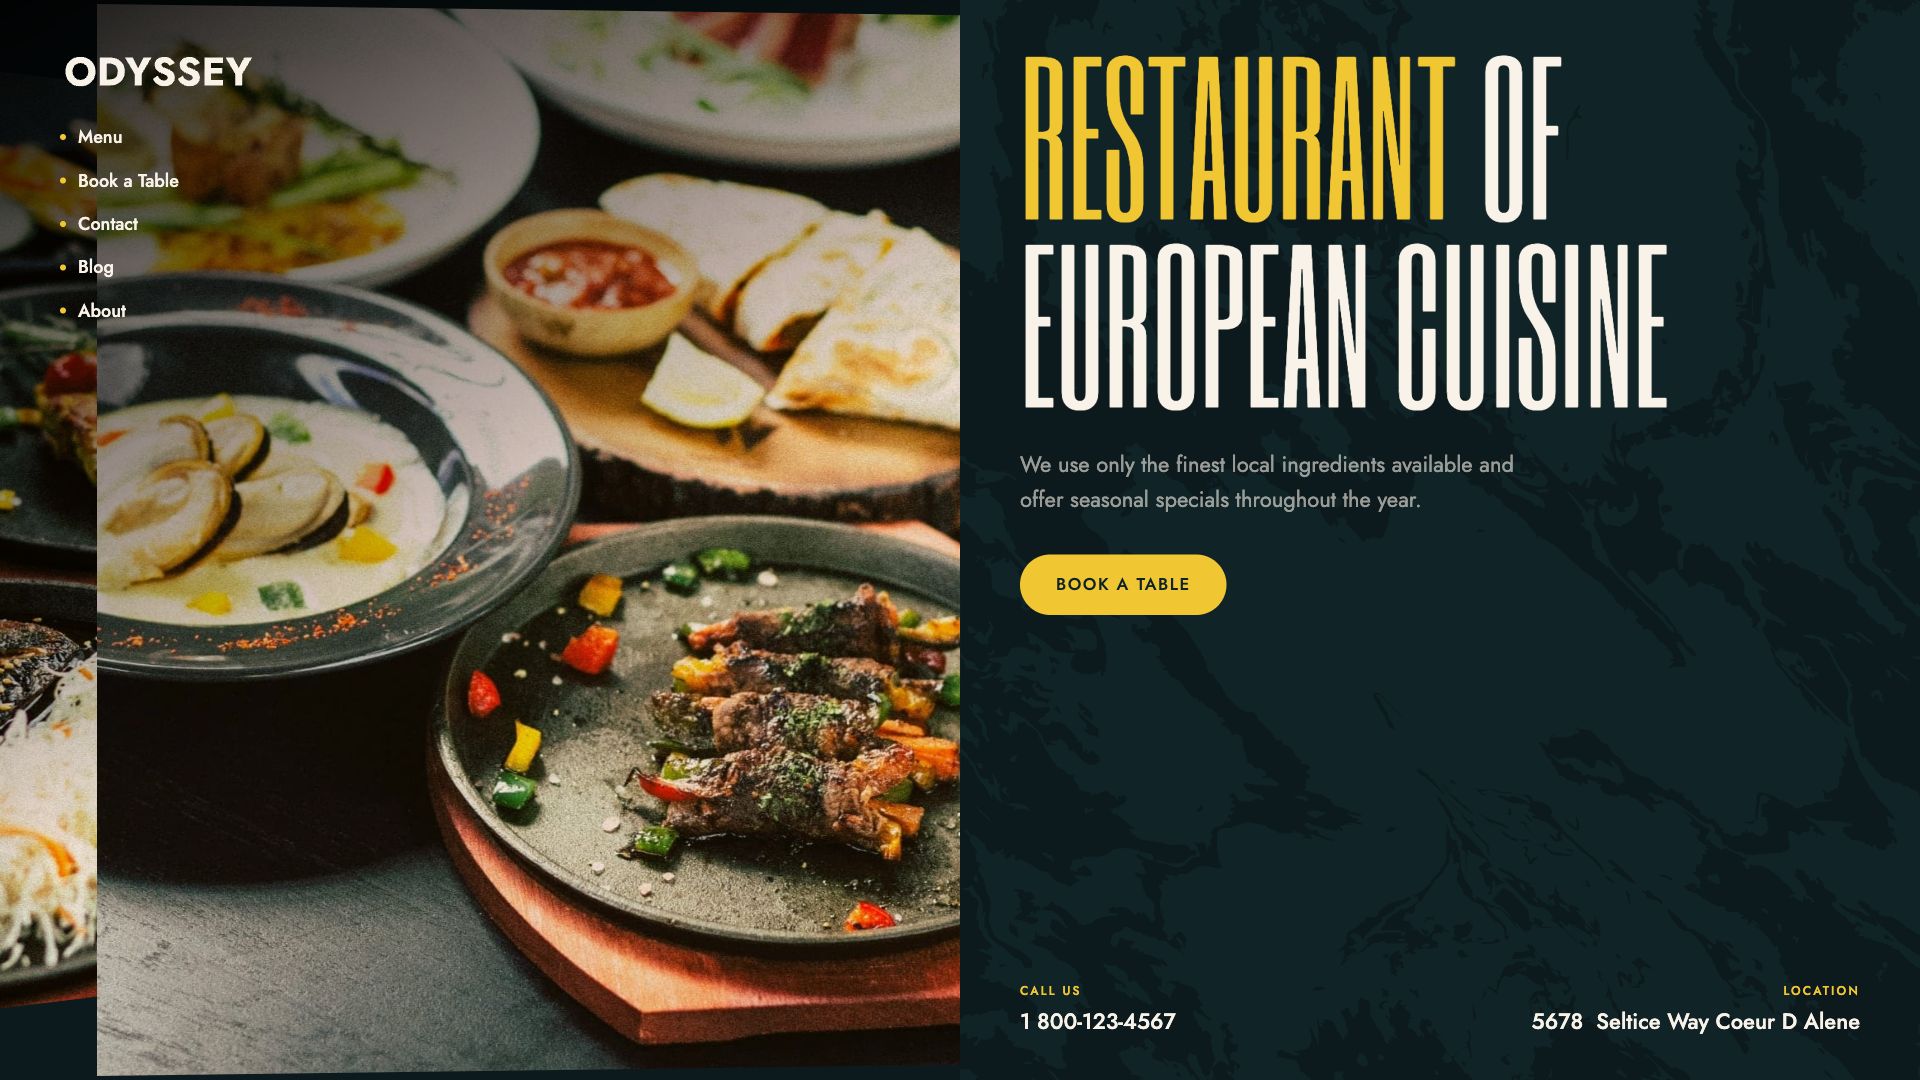 ODYSSEY
Menu
Book a Table
Contact
Blog
About
RESTAURANT OF
EUROPEAN CUISINE
We use only the finest local ingredients available and
offer seasonal specials throughout the year.
BOOK A TABLE
CALL US
1 800-123-4567
LOCATION
5678  Seltice Way Coeur D Alene